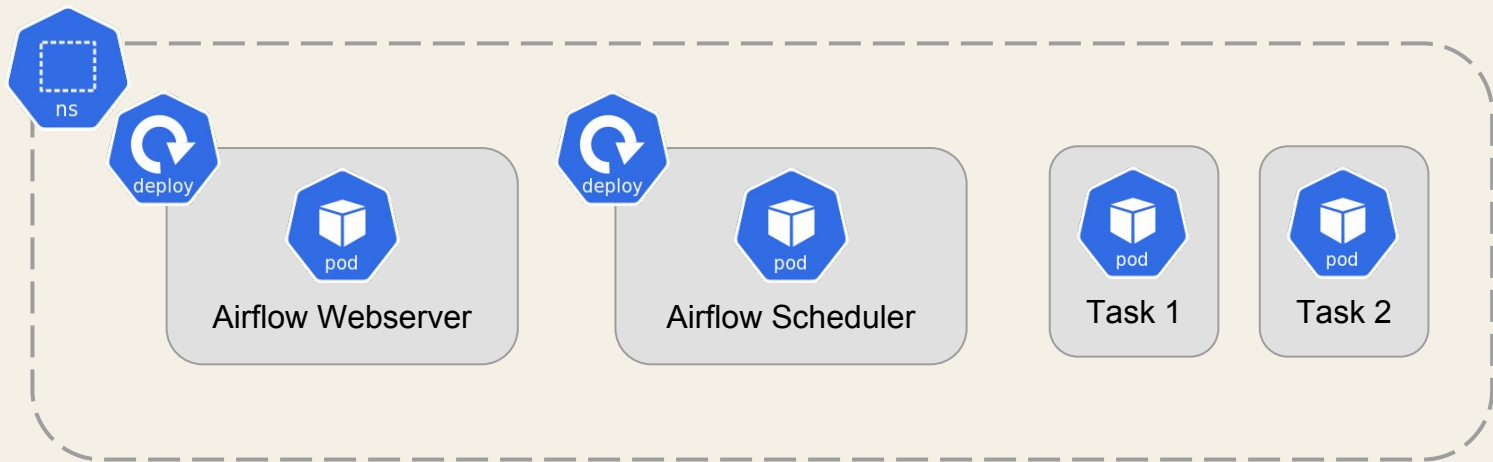 ns
deploy
deploy
pod
pod
pod
pod
Airflow Webserver
Airflow Scheduler
Task 1
Task 2